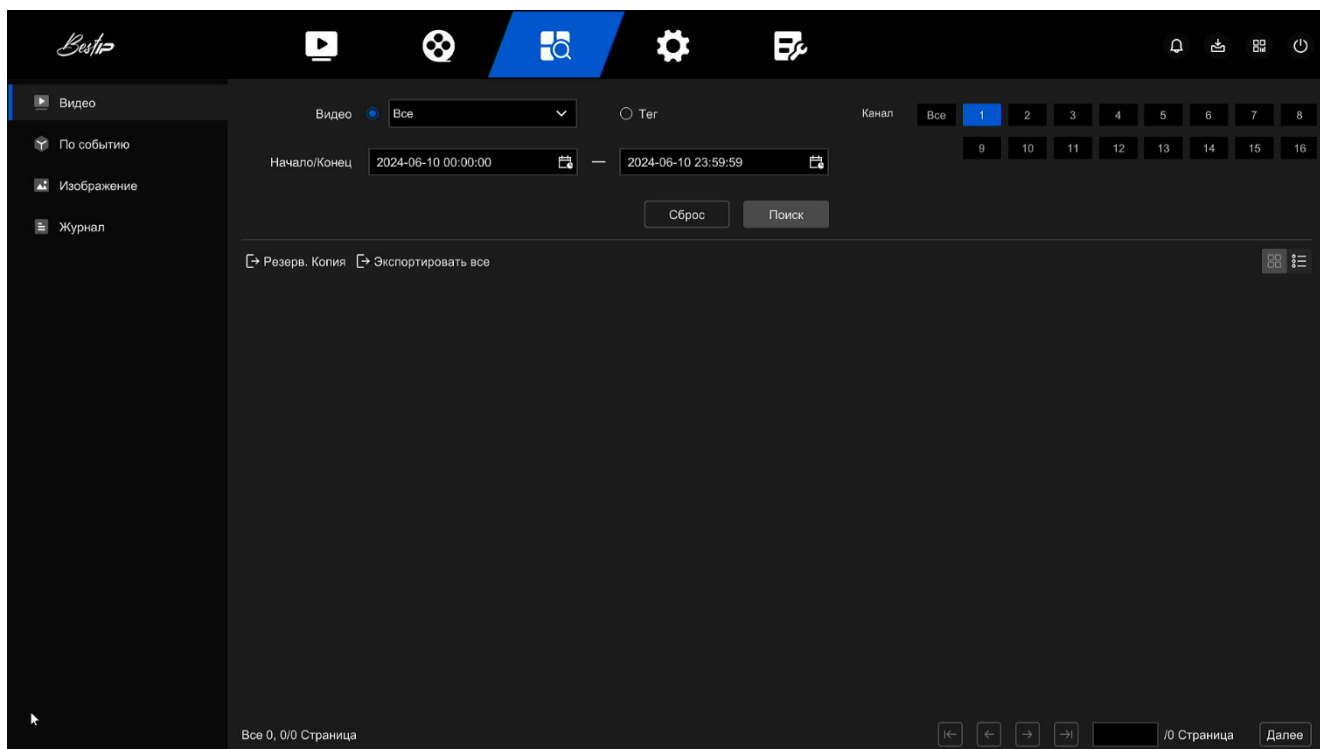 BestIP
Видео
По событию
Изображение
Журнал
Видео Все Тег
Начало/Конец 2024-06-10 00:00:00 — 2024-06-10 23:59:59
Сброс Поиск
Канал Все 1 2 3 4 5 6 7 8
9 10 11 12 13 14 15 16
Резерв. Копия Экспортировать все
Все 0, 0/0 Страница /0 Страница Далее